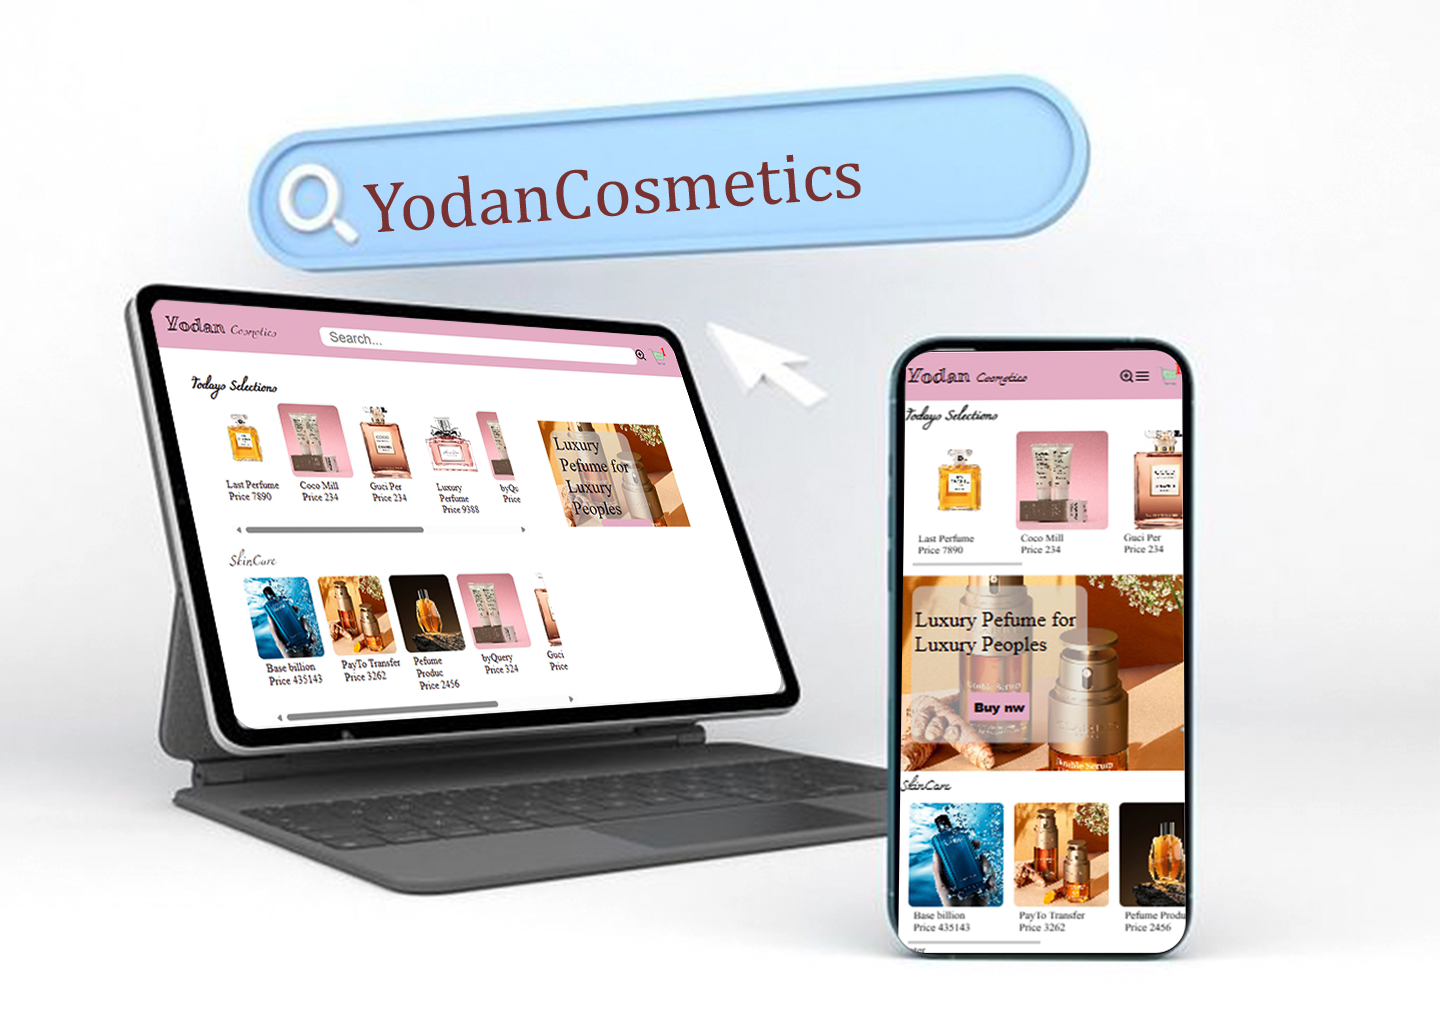 YodanCosmetics
Yodan Cosmetics
Search...
Todays Selections
Last Perfume
Price 7890
Coco Mill
Price 234
Guci Per
Price 234
Luxury
Perfume
Price 9388
byQu
Price
Luxury
Pefume for
Luxury
Peoples
SkinCare
Base billion
Price 435143
PayTo Transfer
Price 3262
Pefume
Produc
Price 2456
byQuery
Price 324
Guci
Price
Yodan Cosmetics
Todays Selections
Last Perfume
Price 7890
Coco Mill
Price 234
Guci Per
Price 234
Luxury Pefume for
Luxury Peoples
Buy nw
Double Serum
SkinCare
Base billion
Price 435143
PayTo Transfer
Price 3262
Pefume Produ
Price 2456